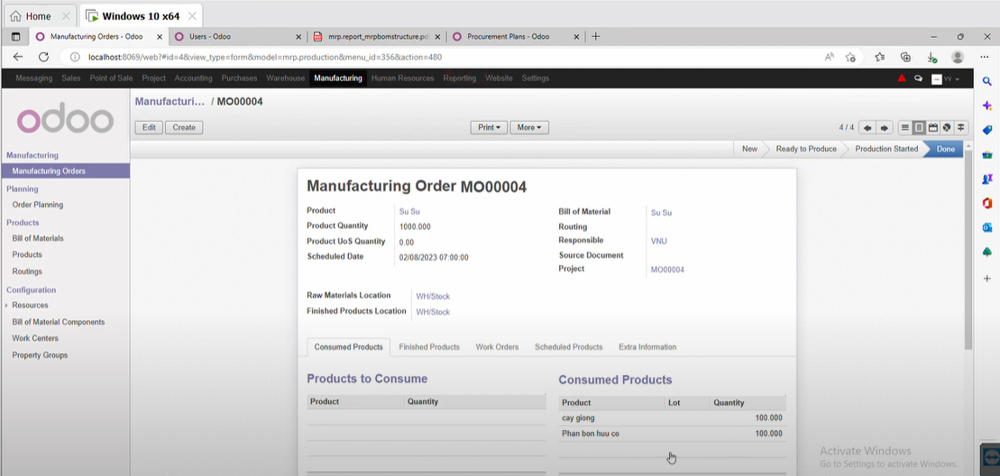 Home
Windows 10 x64
Manufacturing Orders - Odoo
Users - Odoo
mrp.report_mrpbomstructure.pd
Procurement Plans - Odoo
localhost:8069/web?#id=4&view_type=form&model=mrp.production&menu_id=356&action=480
Messaging Sales Point of Sale Project Accounting Purchases Warehouse Manufacturing Human Resources Reporting Website Settings
odoo
Manufacturi... / MO00004
Edit Create Print More 4 / 4
New Ready to Produce Production Started Done
Manufacturing
Manufacturing Orders
Planning
Order Planning
Products
Bill of Materials
Products
Routings
Configuration
Resources
Bill of Material Components
Work Centers
Property Groups
Manufacturing Order MO00004
Product Su Su
Product Quantity 1000.000
Product UoS Quantity 0.00
Scheduled Date 02/08/2023 07:00:00
Bill of Material Su Su
Routing
Responsible VNU
Source Document
Project MO00004
Raw Materials Location WH/Stock
Finished Products Location WH/Stock
Consumed Products Finished Products Work Orders Scheduled Products Extra Information
Products to Consume
Product Quantity
Consumed Products
Product Lot Quantity
cay giong 100.000
Phan bon huu co 100.000
Activate Windows
Go to Settings to activate Windows.